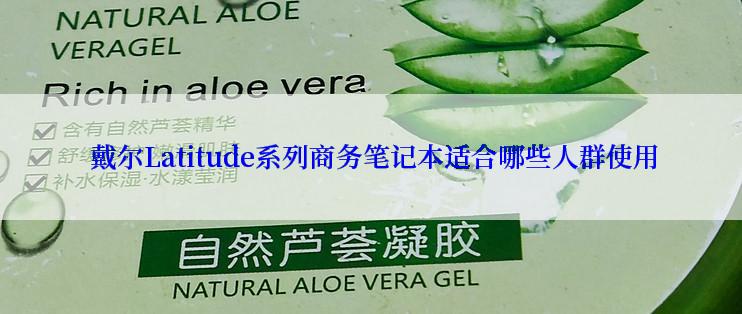 NATURAL ALOE
VERAGEL
Rich in aloe vera
含有自然芦荟精华
戴尔Latitude系列商务笔记本适合哪些人群使用
补水保湿·水漾莹润
自然芦荟凝胶
NATURAL ALOE VERA GEL